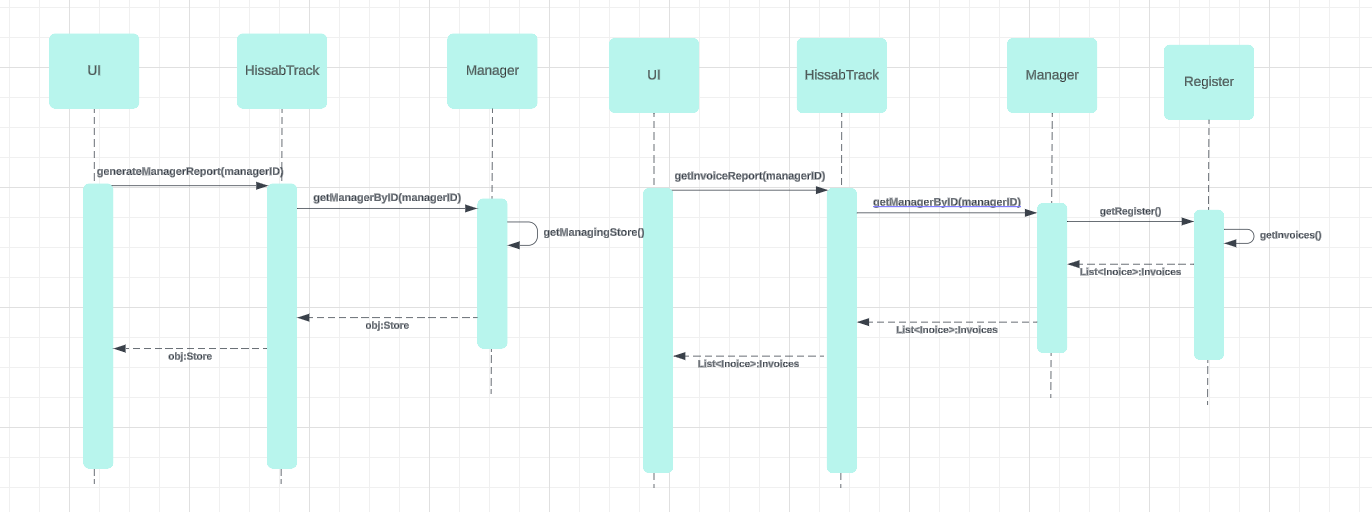 UI
HissabTrack
Manager
generateManagerReport(managerID)
getManagerByID(managerID)
getManagingStore()
obj:Store
obj:Store
UI
HissabTrack
Manager
Register
getInvoiceReport(managerID)
getManagerByID(managerID)
getRegister()
getInvoices()
List<Inoice>:Invoices
List<Inoice>:Invoices
List<Inoice>:Invoices